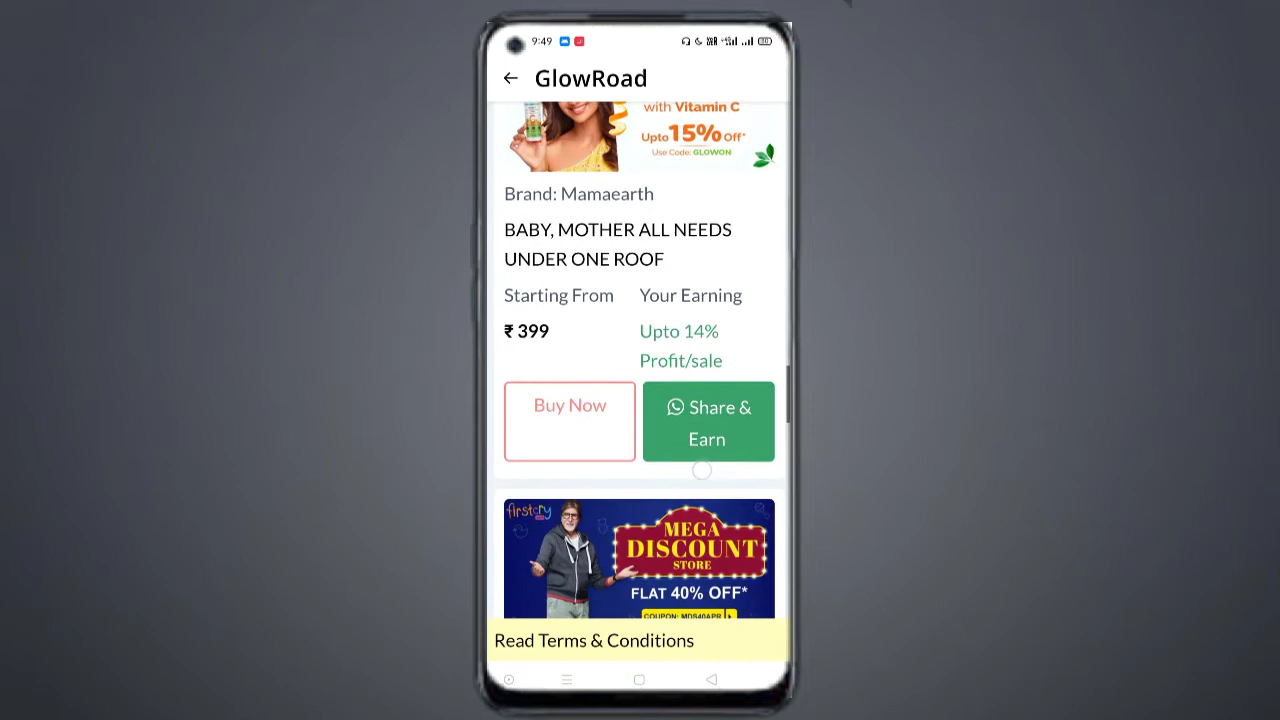 9:49
GlowRoad
with Vitamin C
Upto 15% Off*
Use Code: GLOWON
Brand: Mamaearth
BABY, MOTHER ALL NEEDS
UNDER ONE ROOF
Starting From
Your Earning
₹ 399
Upto 14%
Profit/sale
Buy Now
Share &
Earn
firstcry
MEGA
DISCOUNT
STORE
FLAT 40% OFF*
COUPON: MDS40APR
Read Terms & Conditions